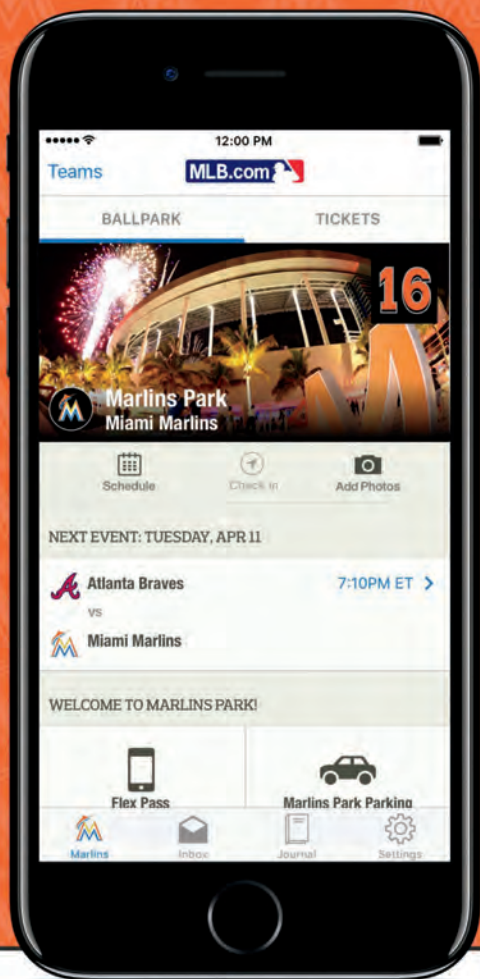 12:00 PM
Teams
MLB.com
BALLPARK
TICKETS
16
Marlins Park
Miami Marlins
Schedule
Check in
Add Photos
NEXT EVENT: TUESDAY, APR 11
Atlanta Braves
7:10PM ET
vs
Miami Marlins
WELCOME TO MARLINS PARK!
Flex Pass
Marlins Park Parking
Marlins
Inbox
Journal
Settings